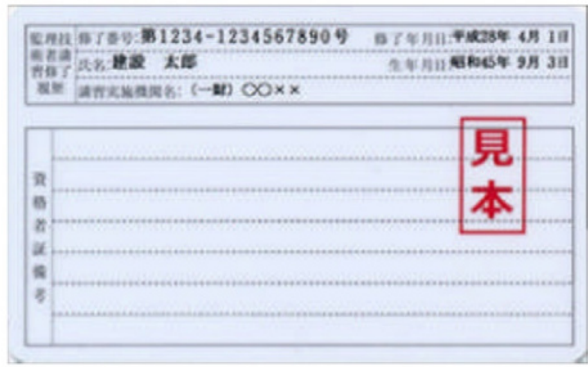 監理技術者講習修了履歴
修了番号:第1234-1234567890号 修了年月日:平成28年 4月 1日
氏名:建設 太郎 生年月日:昭和45年 9月 3日
講習実施機関名:(一財)○○××
資格者証備考
見本